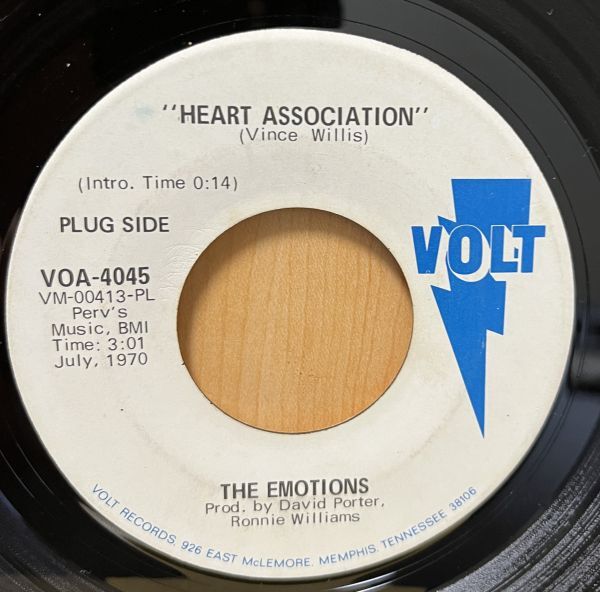 "HEART ASSOCIATION"
(Vince Willis)
(Intro. Time 0:14)
PLUG SIDE
VOLT
VOA-4045
VM-00413-PL
Perv's
Music, BMI
Time: 3:01
July, 1970
THE EMOTIONS
Prod. by David Porter,
Ronnie Williams
VOLT RECORDS, 926 EAST McLEMORE, MEMPHIS, TENNESSEE 38106